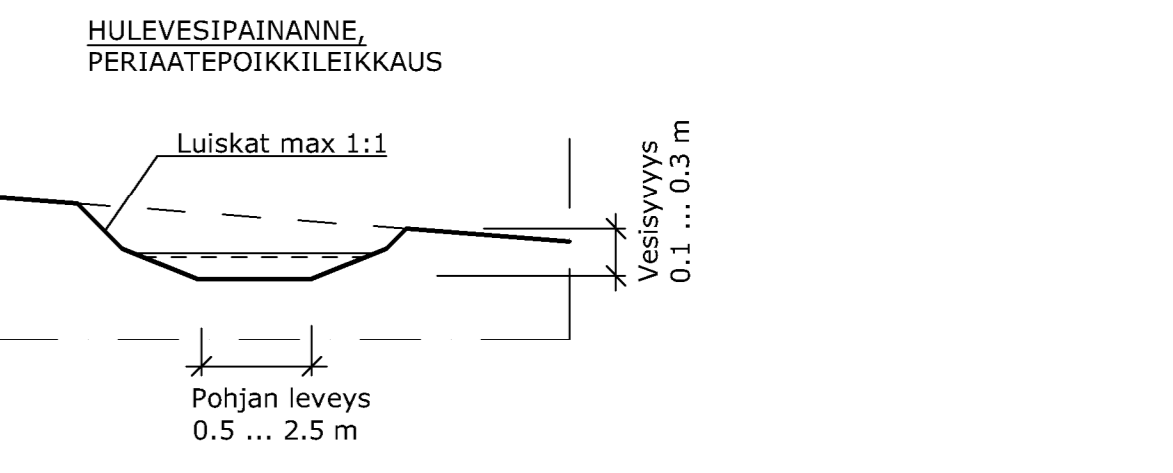 HULEVESIPAINANNE,
PERIAATEPOIKKILEIKKAUS
Luiskat max 1:1
Vesisyvyys
0.1 ... 0.3 m
Pohjan leveys
0.5 ... 2.5 m